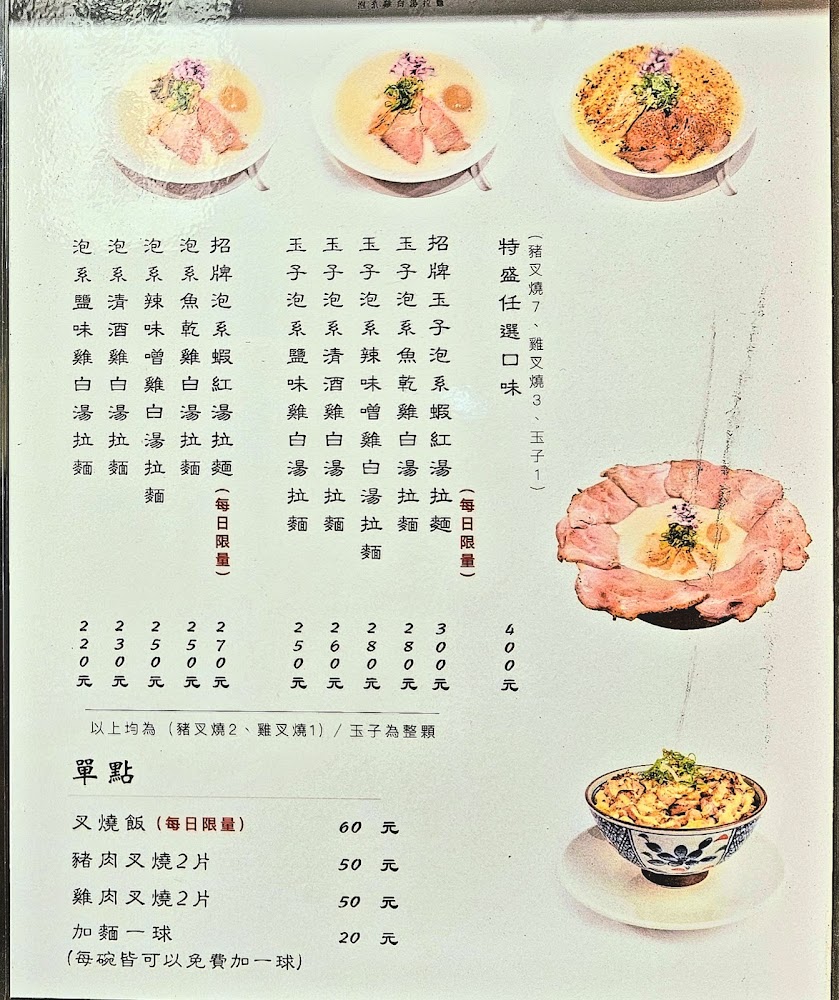 泡系鹽味雞白湯拉麵 220元
泡系清酒雞白湯拉麵 230元
泡系辣味噌雞白湯拉麵 250元
泡系魚乾雞白湯拉麵 250元
招牌泡系蝦紅湯拉麵(每日限量) 270元
玉子泡系鹽味雞白湯拉麵 250元
玉子泡系清酒雞白湯拉麵 260元
玉子泡系辣味噌雞白湯拉麵 280元
玉子泡系魚乾雞白湯拉麵 280元
招牌玉子泡系蝦紅湯拉麵(每日限量) 300元
特盛任選口味 400元
(豬叉燒7、雞叉燒3、玉子1)
以上均為(豬叉燒2、雞叉燒1)/玉子為整顆
單點
叉燒飯(每日限量) 60 元
豬肉叉燒2片 50 元
雞肉叉燒2片 50 元
加麵一球 20 元
(每碗皆可以免費加一球)